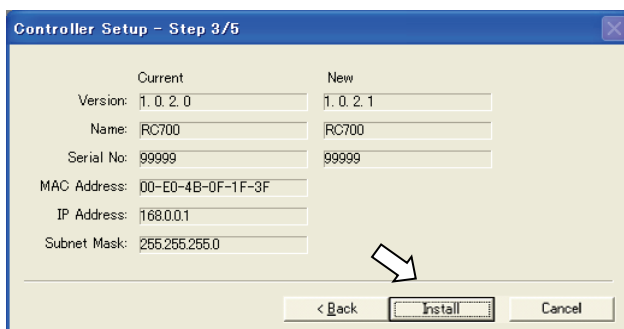 Controller Setup - Step 3/5
Current New
Version: 1. 0. 2. 0 1. 0. 2. 1
Name: RC700 RC700
Serial No: 99999 99999
MAC Address: 00-E0-4B-0F-1F-3F
IP Address: 168.0.0.1
Subnet Mask: 255.255.255.0
< Back Install Cancel